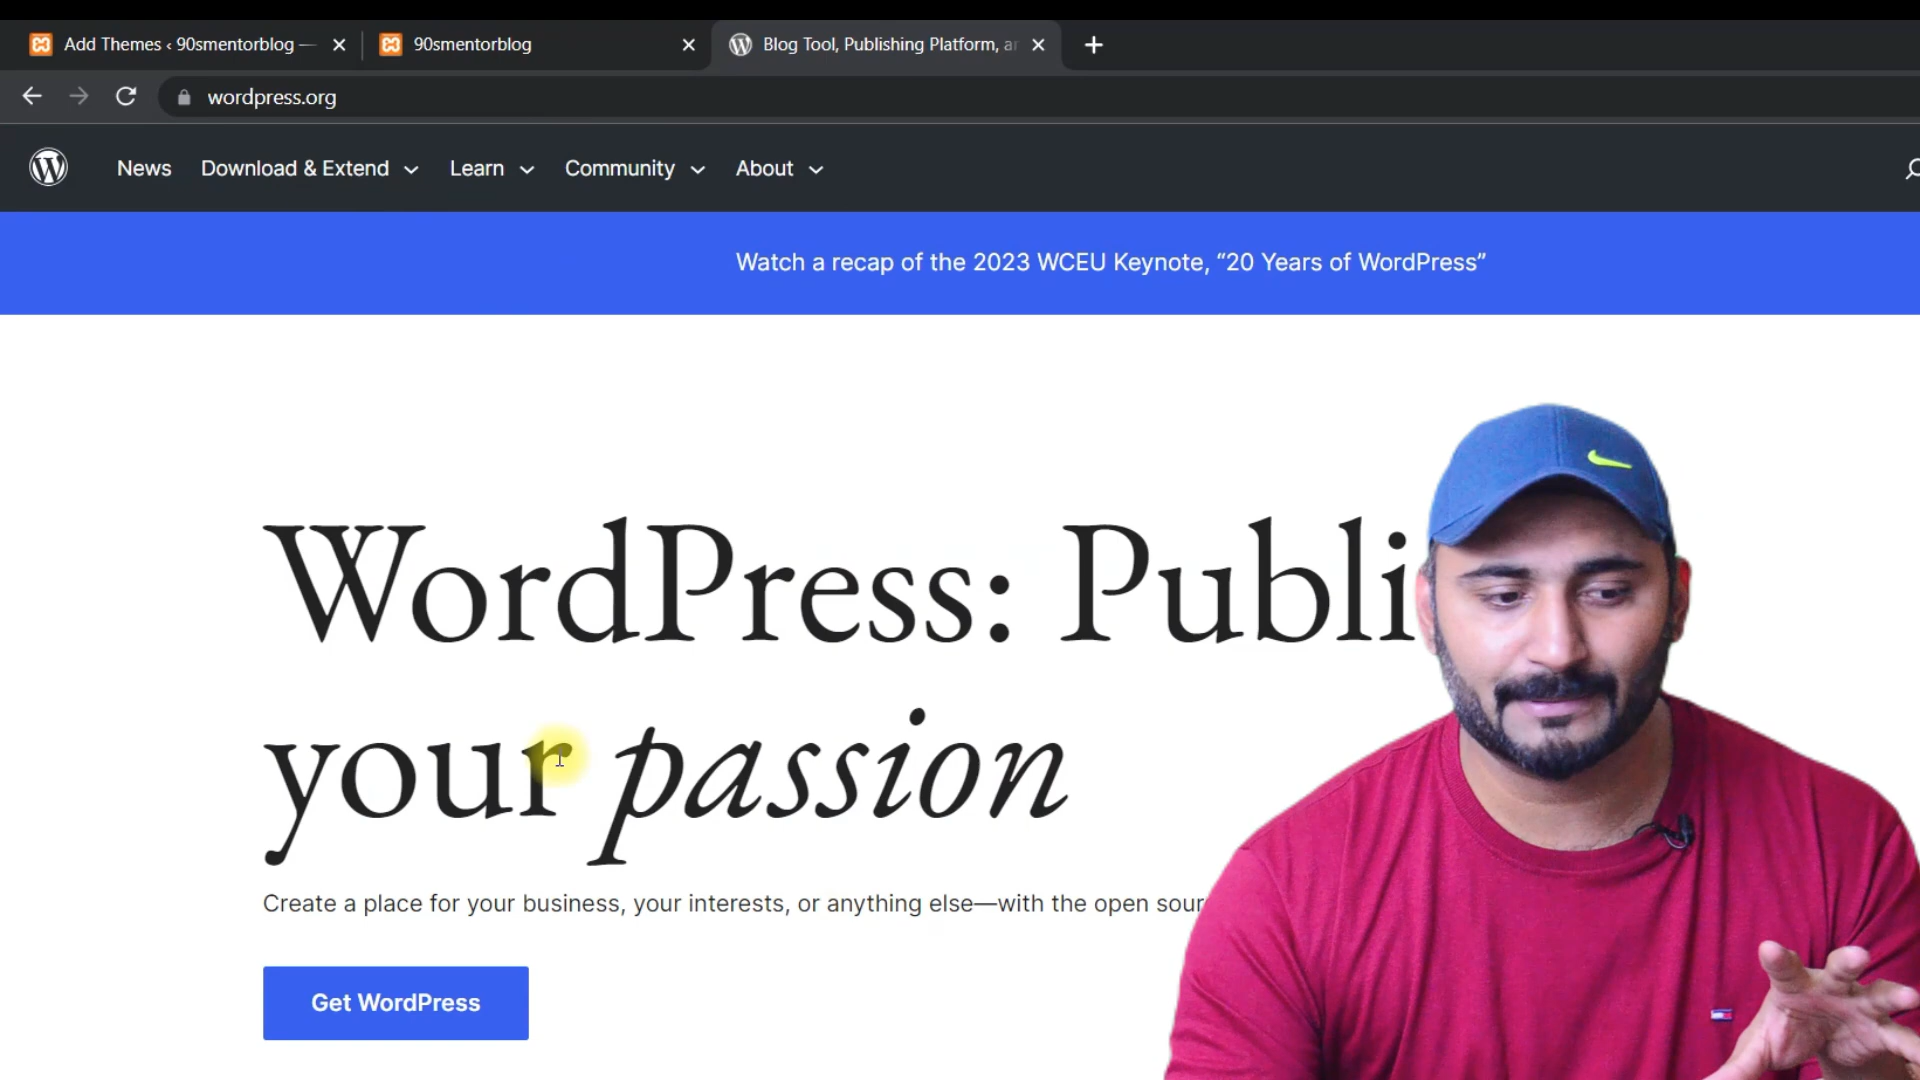 Add Themes ‹ 90smentorblog —
90smentorblog
Blog Tool, Publishing Platform, an
wordpress.org
News
Download & Extend
Learn
Community
About
Watch a recap of the 2023 WCEU Keynote, “20 Years of WordPress”
WordPress: Publi
your passion
Create a place for your business, your interests, or anything else—with the open sour
Get WordPress